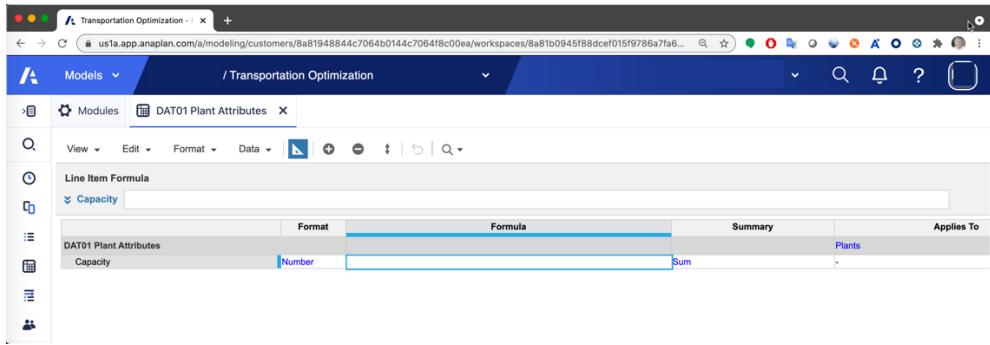 Transportation Optimization - |
us1a.app.anaplan.com/a/modeling/customers/8a81948844c7064b0144c7064f8c00ea/workspaces/8a81b0945f88dcef015f9786a7fa6...
Models / Transportation Optimization ?
Modules DAT01 Plant Attributes
View Edit Format Data
Line Item Formula
Capacity
Format Formula Summary Applies To
DAT01 Plant Attributes Plants
Capacity Number Sum -